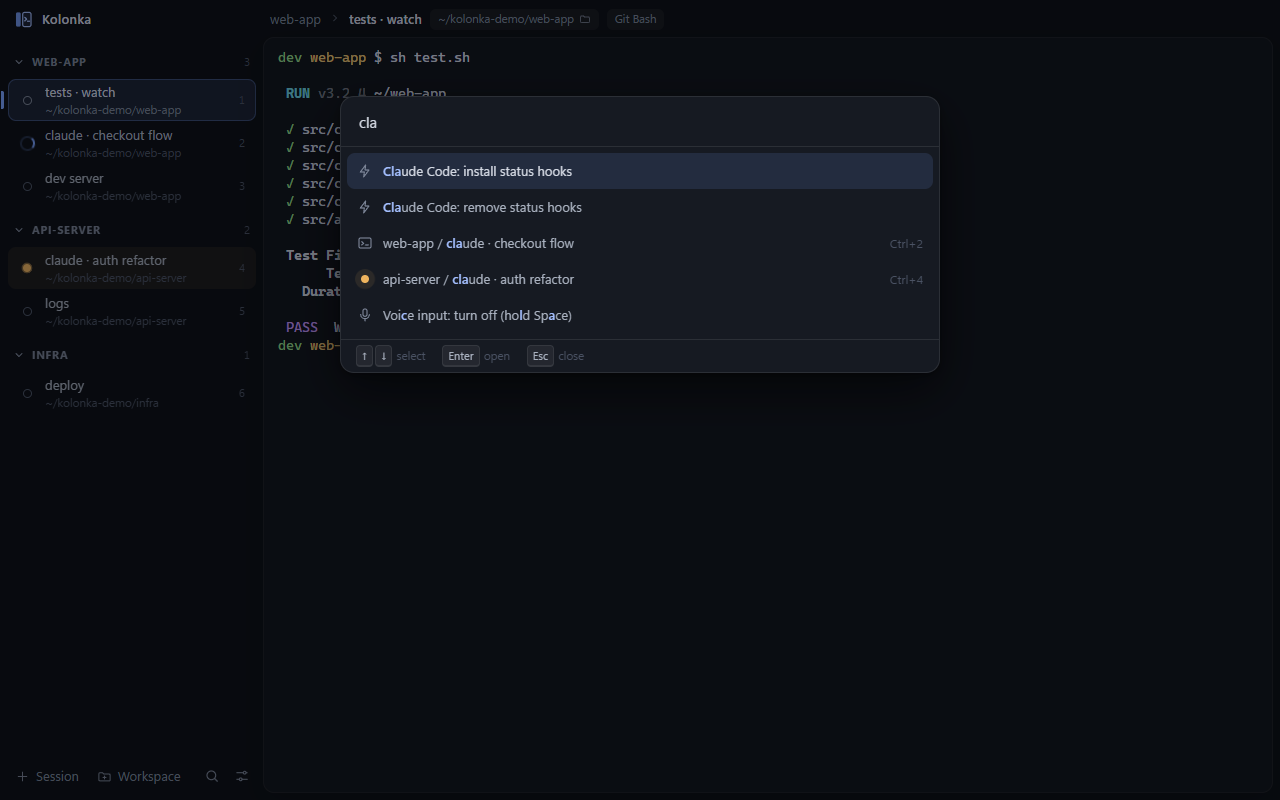 Kolonka
web-app › tests · watch ~/kolonka-demo/web-app Git Bash
WEB-APP 3
tests · watch 1
~/kolonka-demo/web-app
claude · checkout flow 2
~/kolonka-demo/web-app
dev server 3
~/kolonka-demo/web-app
API-SERVER 2
claude · auth refactor 4
~/kolonka-demo/api-server
logs 5
~/kolonka-demo/api-server
INFRA 1
deploy 6
~/kolonka-demo/infra
+ Session Workspace
dev web-app $ sh test.sh
RUN v3.2.4 ~/web-app
✓ src/c
✓ src/c
✓ src/c
✓ src/c
✓ src/c
✓ src/a
Test Fi
Te
Durat
PASS W
dev web-
cla
Claude Code: install status hooks
Claude Code: remove status hooks
web-app / claude · checkout flow Ctrl+2
api-server / claude · auth refactor Ctrl+4
Voice input: turn off (hold Space)
↑ ↓ select Enter open Esc close